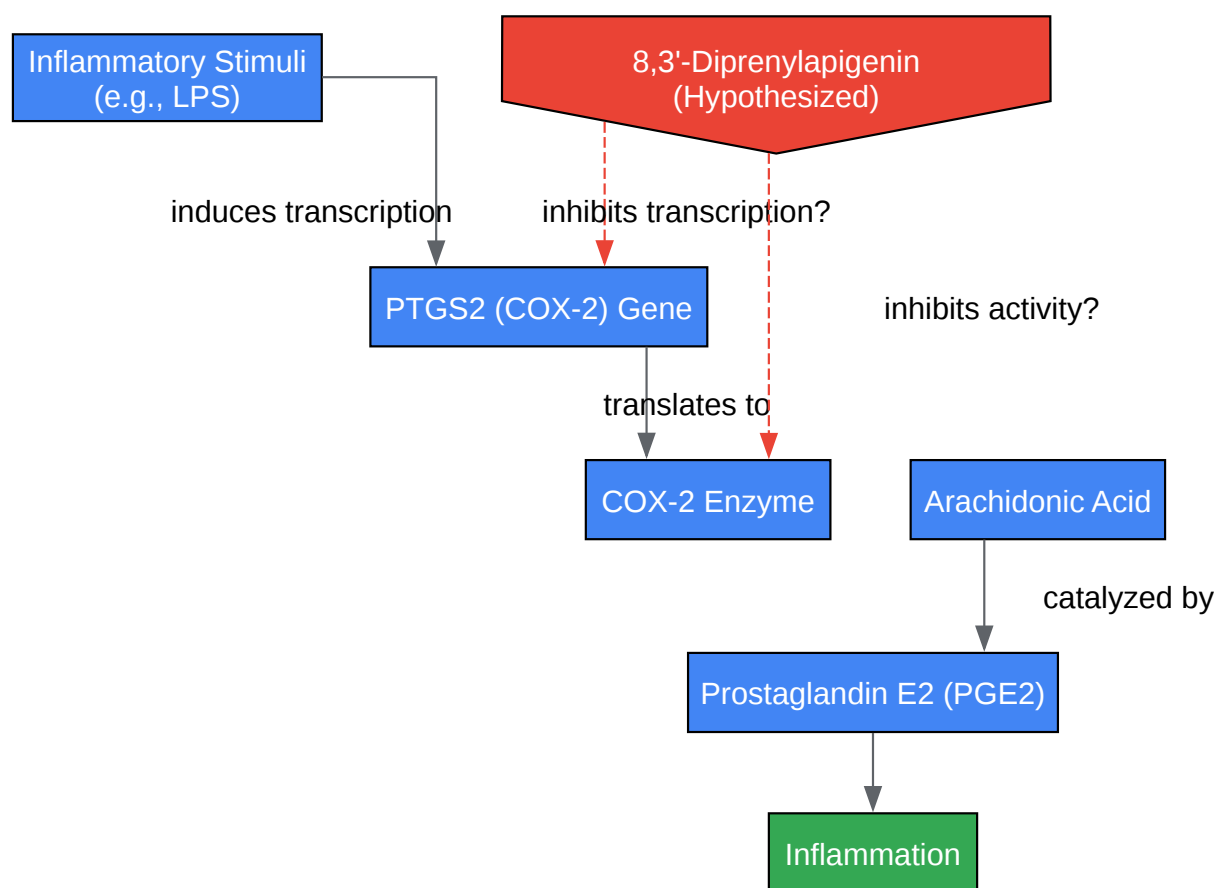 Inflammatory Stimuli
(e.g., LPS)
8,3'-Diprenylapigenin
(Hypothesized)
induces transcription
inhibits transcription?
PTGS2 (COX-2) Gene
inhibits activity?
translates to
COX-2 Enzyme
Arachidonic Acid
catalyzed by
Prostaglandin E2 (PGE2)
Inflammation